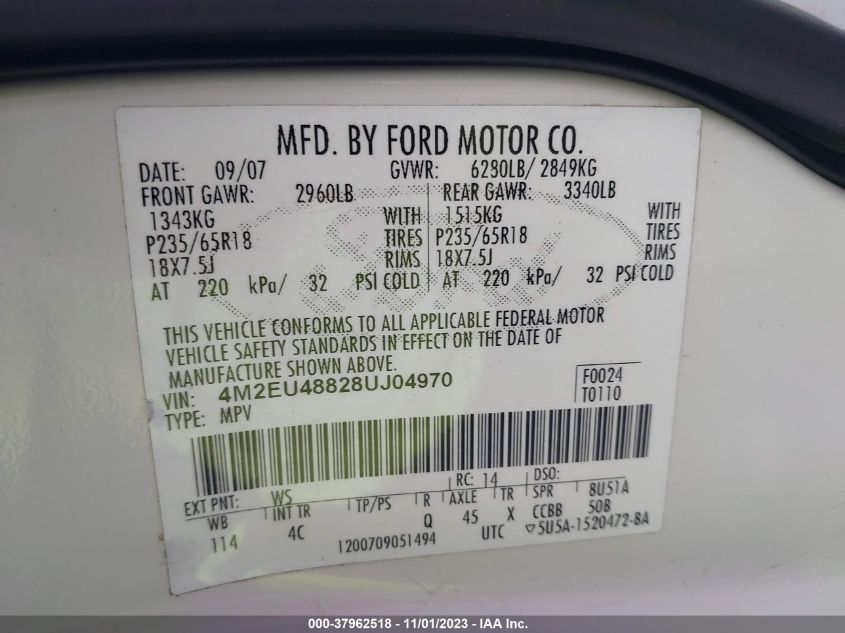 MFD. BY FORD MOTOR CO.
DATE: 09/07 GVWR: 6280LB/ 2849KG
FRONT GAWR: 2960LB REAR GAWR: 3340LB
1343KG WITH 1515KG WITH
P235/65R18 TIRES P235/65R18 TIRES
18X7.5J RIMS 18X7.5J RIMS
AT 220 kPa/ 32 PSI COLD AT 220 kPa/ 32 PSI COLD
Ford
THIS VEHICLE CONFORMS TO ALL APPLICABLE FEDERAL MOTOR
VEHICLE SAFETY STANDARDS IN EFFECT ON THE DATE OF
MANUFACTURE SHOWN ABOVE.
VIN: 4M2EU48828UJ04970 F0024
TYPE: MPV T0110
EXT PNT: WS RC: 14 DSO:
WB INT TR TP/PS R AXLE TR SPR 8U51A
114 4C Q 45 X CCBB 50B
1200709051494 UTC 5U5A-1520472-BA
000-37962518 - 11/01/2023 - IAA Inc.